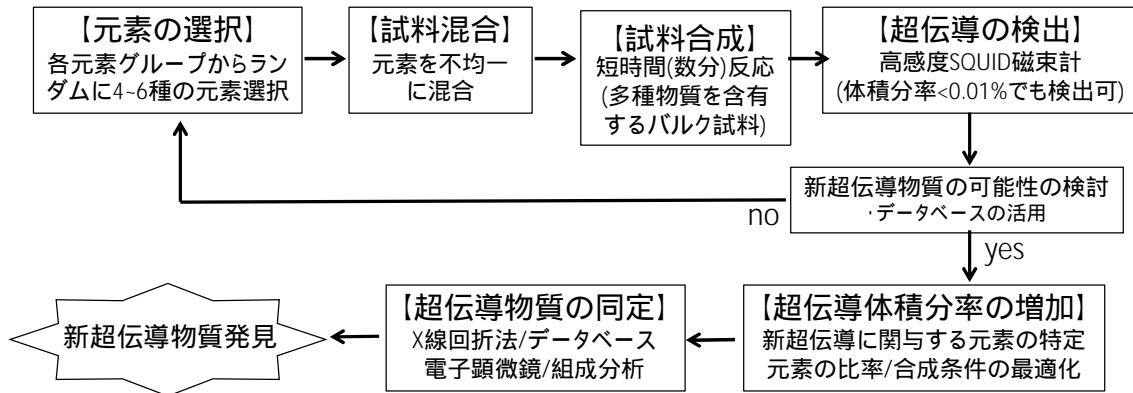 【元素の選択】
各元素グループからラン
ダムに4~6種の元素選択
【試料混合】
元素を不均一
に混合
【試料合成】
短時間(数分)反応
(多種物質を含有
するバルク試料)
【超伝導の検出】
高感度SQUID磁束計
(体積分率<0.01%でも検出可)
新超伝導物質の可能性の検討
・データベースの活用
no
yes
【超伝導体積分率の増加】
新超伝導に関与する元素の特定
元素の比率/合成条件の最適化
【超伝導物質の同定】
X線回折法/データベース
電子顕微鏡/組成分析
新超伝導物質発見